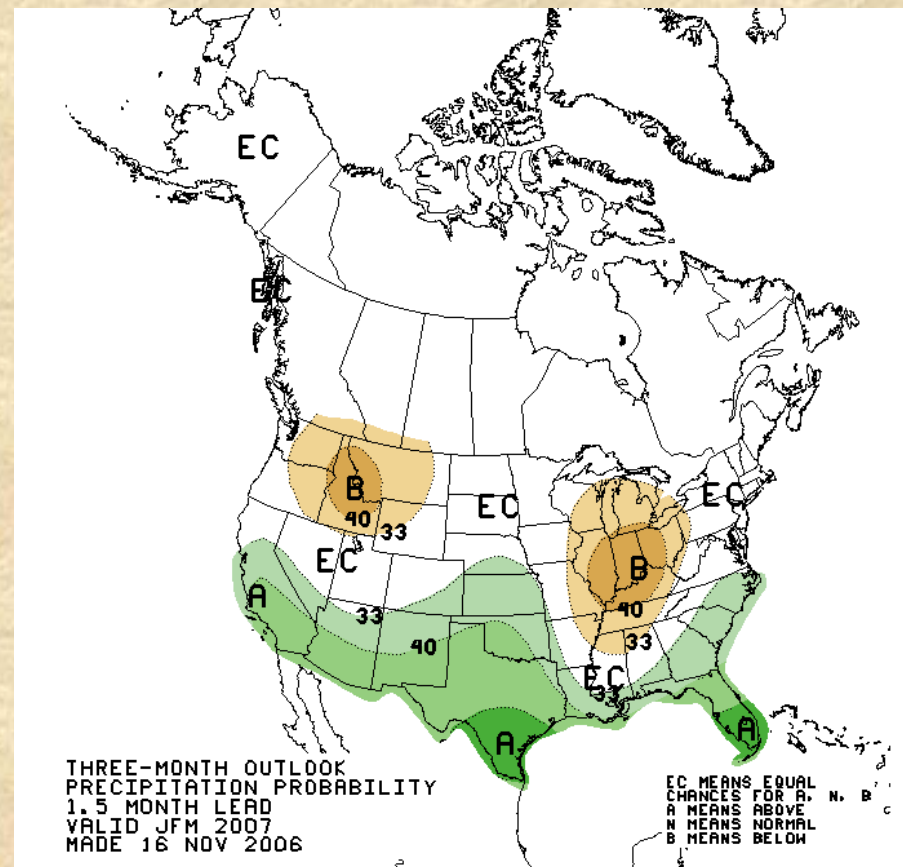 EC
EC
B
40
33
EC
EC
EC
B
40
33
A
33
40
EC
33
A
A
THREE-MONTH OUTLOOK
PRECIPITATION PROBABILITY
1.5 MONTH LEAD
VALID JFM 2007
MADE 16 NOV 2006
EC MEANS EQUAL
CHANCES FOR A, N, B
A MEANS ABOVE
N MEANS NORMAL
B MEANS BELOW